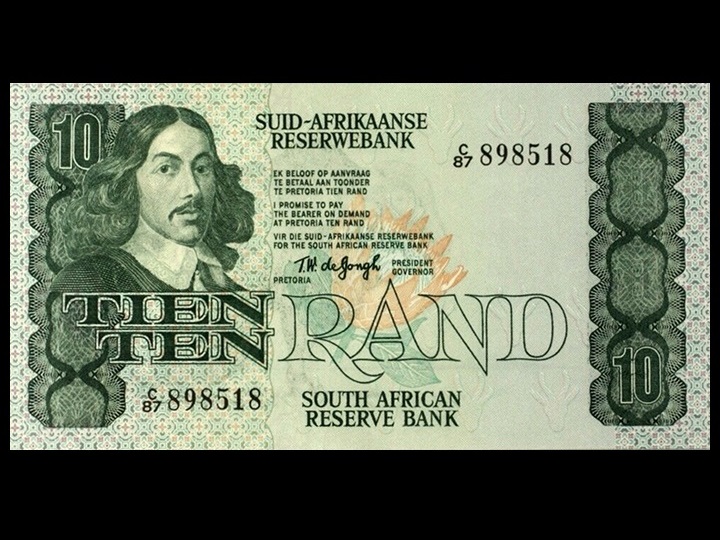 10
SUID-AFRIKAANSE
RESERWEBANK
C/87 898518
EK BELOOF OP AANVRAAG
TE BETAAL AAN TOONDER
TE PRETORIA TIEN RAND
I PROMISE TO PAY
THE BEARER ON DEMAND
AT PRETORIA TEN RAND
VIR DIE SUID-AFRIKAANSE RESERWEBANK
FOR THE SOUTH AFRICAN RESERVE BANK
T.W. de Jongh PRESIDENT
GOVERNOR
PRETORIA
TIEN
TEN RAND
10
C/87 898518
SOUTH AFRICAN
RESERVE BANK